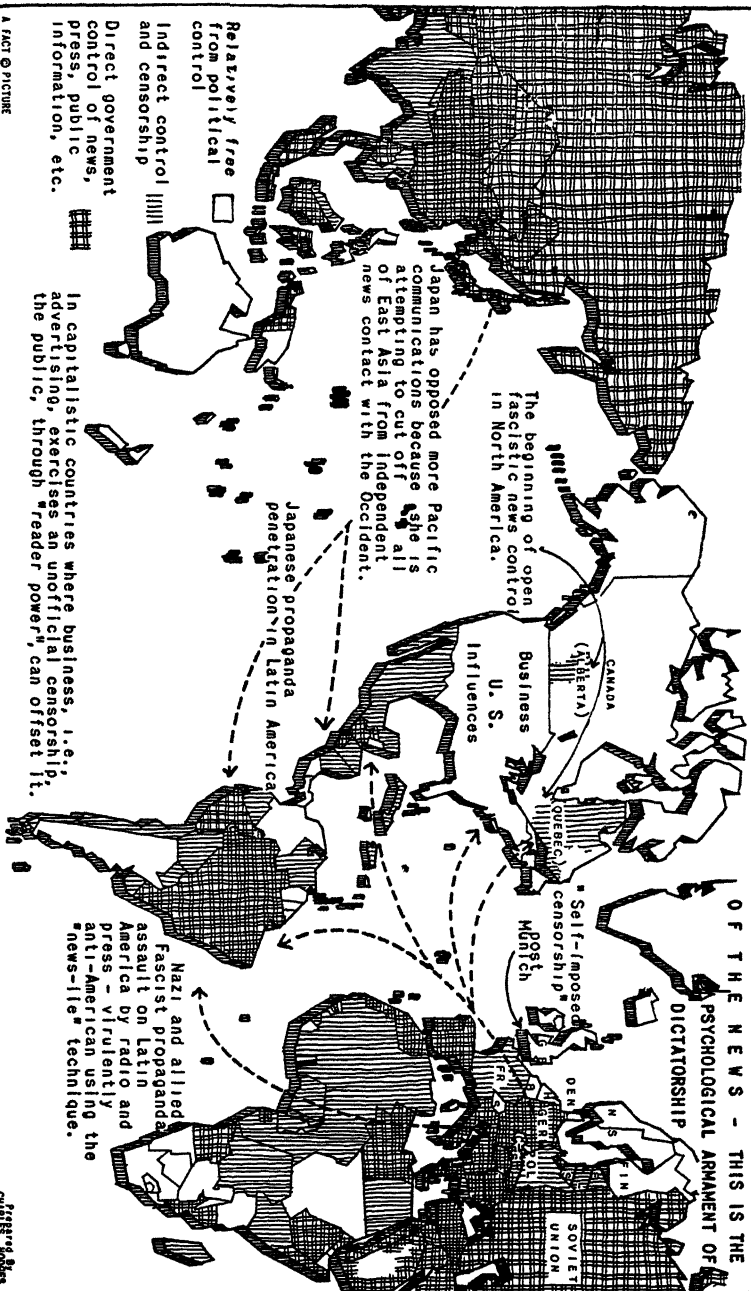 OF THE NEWS - THIS IS THE
PSYCHOLOGICAL ARNAMENT OF
DICTATORSHIP
CANADA
(ALBERTA)
(QUEBEC.)
The beginning of open
fascistic news control
in North America.
Business
U. S.
Influences
"Self-imposed
censorship"
post
Munich
DEN
N
S
FIN
GER
POL
FR
SOVIET
UNION
Japan has opposed more Pacific
communications because she is
attempting to cut off all
of East Asia from independent
news contact with the Occident.
Japanese propaganda
penetration in Latin America
Nazi and allied
Fascist propaganda
assault on Latin
America by radio and
press - virulently
anti-American using the
"news-lie" technique.
Relatively free
from political
control
Indirect control
and censorship
Direct government
control of news,
press, public
information, etc.
In capitalistic countries where business, i.e.,
advertising, exercises an unofficial censorship,
the public, through "reader power", can offset it.
A FACT © PICTURE
Prepared By